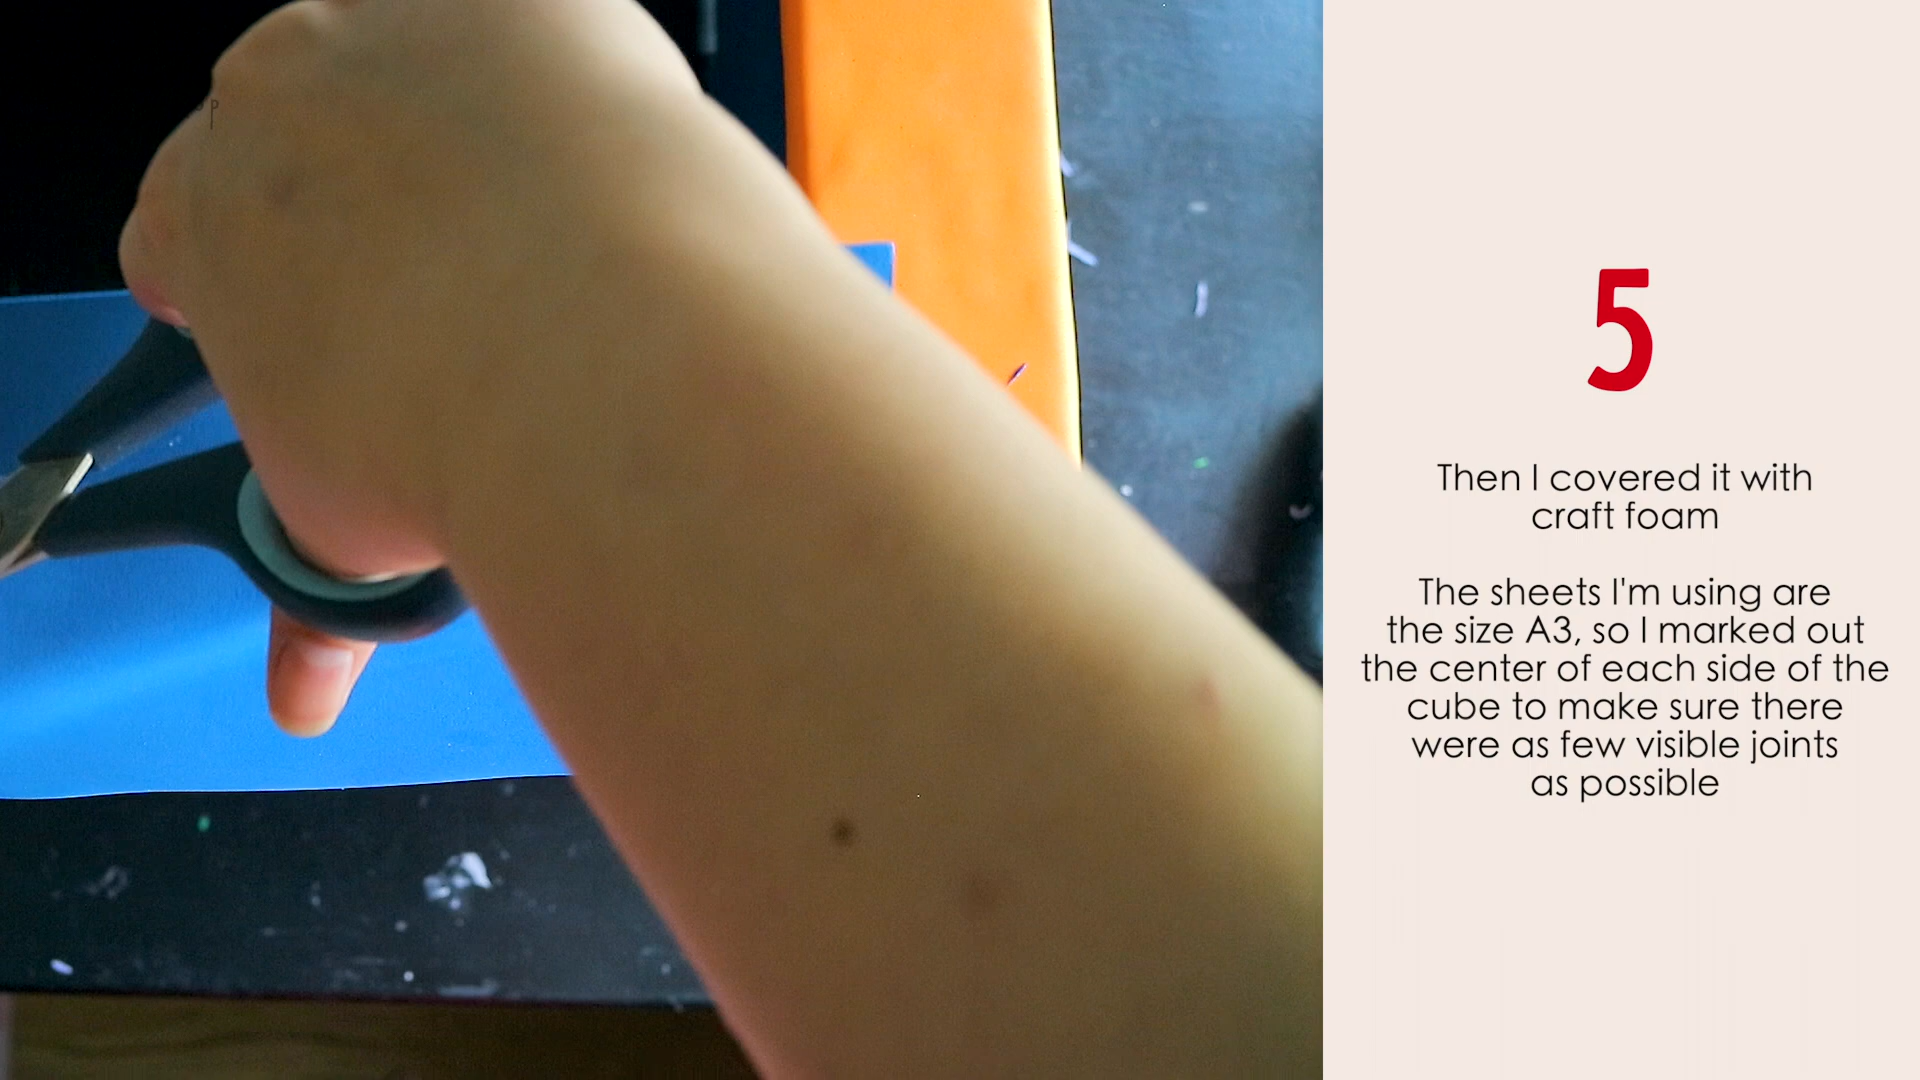 5
Then I covered it with
craft foam
The sheets I'm using are
the size A3, so I marked out
the center of each side of the
cube to make sure there
were as few visible joints
as possible